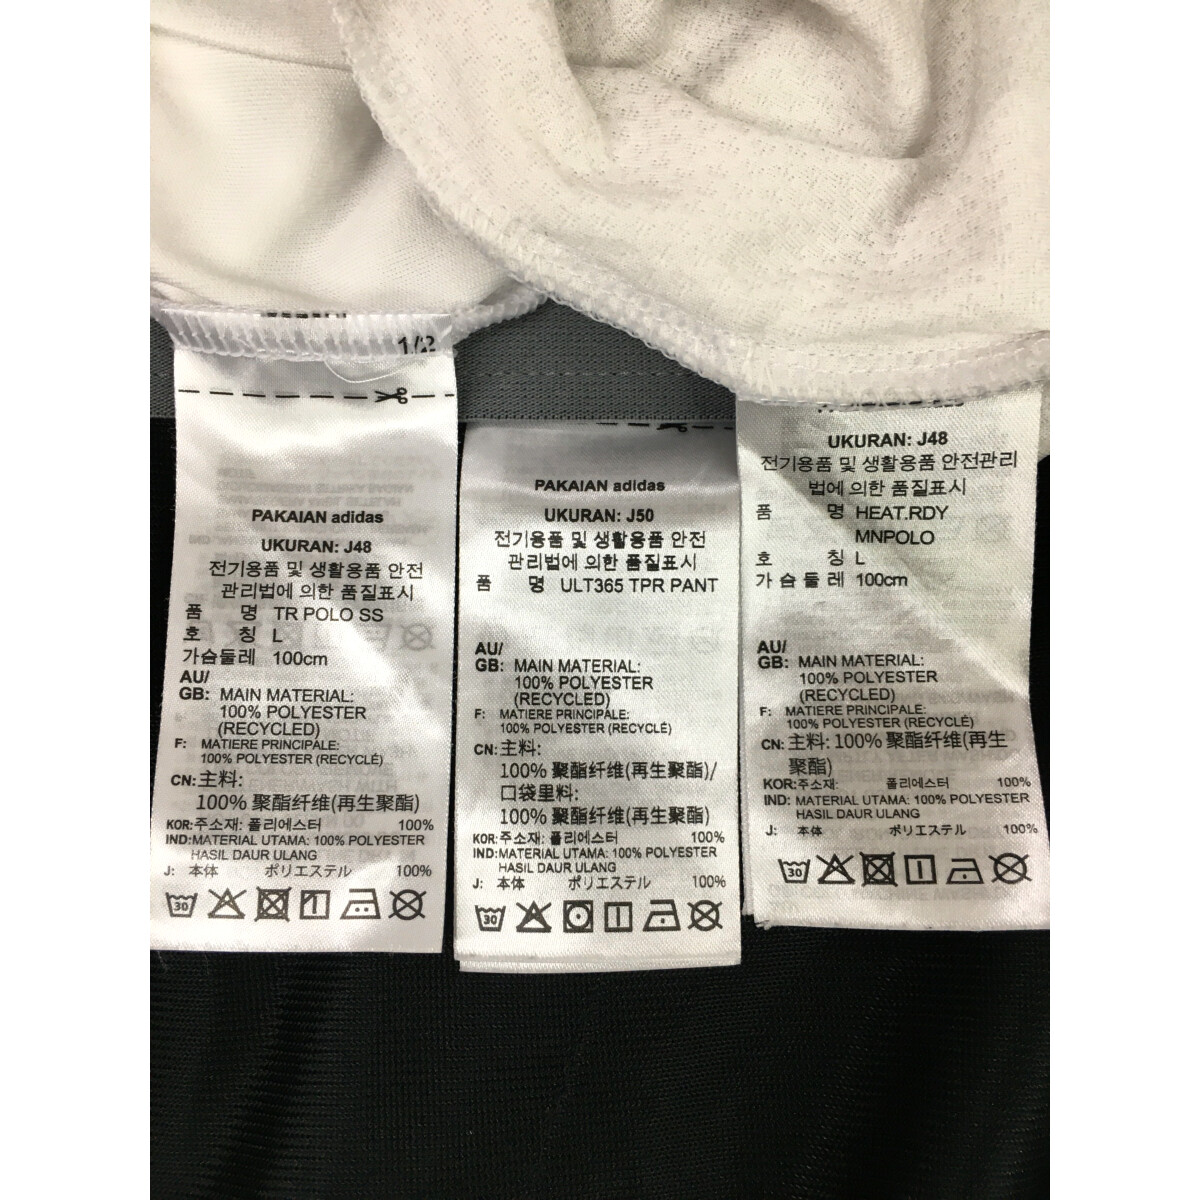 1/2
PAKAIAN adidas
UKURAN: J48
전기용품 및 생활용품 안전
관리법에 의한 품질표시
품 명 TR POLO SS
호 칭 L
가슴둘레 100cm
AU/
GB: MAIN MATERIAL:
100% POLYESTER
(RECYCLED)
F: MATIERE PRINCIPALE:
100% POLYESTER (RECYCLÉ)
CN:主料:
100% 聚酯纤维(再生聚酯)
KOR:주소재: 폴리에스터 100%
IND:MATERIAL UTAMA: 100% POLYESTER
HASIL DAUR ULANG
J: 本体 ポリエステル 100%
30
PAKAIAN adidas
UKURAN: J50
전기용품 및 생활용품 안전
관리법에 의한 품질표시
품 명 ULT365 TPR PANT
AU/
GB: MAIN MATERIAL:
100% POLYESTER
(RECYCLED)
F: MATIERE PRINCIPALE:
100% POLYESTER (RECYCLÉ)
CN:主料:
100% 聚酯纤维(再生聚酯)/
口袋里料:
100% 聚酯纤维(再生聚酯)
KOR:주소재: 폴리에스터 100%
IND:MATERIAL UTAMA: 100% POLYESTER
HASIL DAUR ULANG
J: 本体 ポリエステル 100%
30
UKURAN: J48
전기용품 및 생활용품 안전관리
법에 의한 품질표시
품 명 HEAT.RDY
MNPOLO
호 칭 L
가슴둘레 100cm
AU/
GB: MAIN MATERIAL:
100% POLYESTER
(RECYCLED)
F: MATIERE PRINCIPALE:
100% POLYESTER (RECYCLÉ)
CN:主料: 100% 聚酯纤维(再生
聚酯)
KOR:주소재: 폴리에스터 100%
IND: MATERIAL UTAMA: 100% POLYESTER
HASIL DAUR ULANG
J: 本体 ポリエステル 100%
30